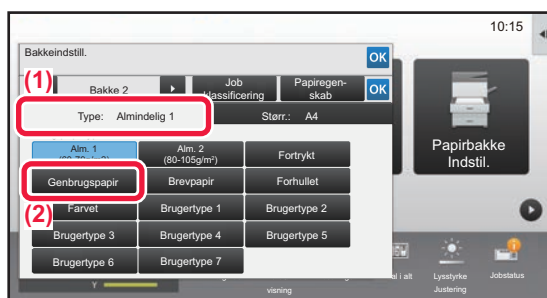 10:15
Bakkeindstill.
OK
(1)
Bakke 2
Job
klassificering
Papiregen-
skab
OK
Type: Almindelig 1
Størr.: A4
Alm. 1
Alm. 2
(80-105g/m²)
Fortrykt
Genbrugspapir
Brevpapir
Forhullet
(2)
Farvet
Brugertype 1
Brugertype 2
Brugertype 3
Brugertype 4
Brugertype 5
Brugertype 6
Brugertype 7
Papirbakke
Indstil.
Y
visning
al i alt
Lysstyrke
Justering
Jobstatus